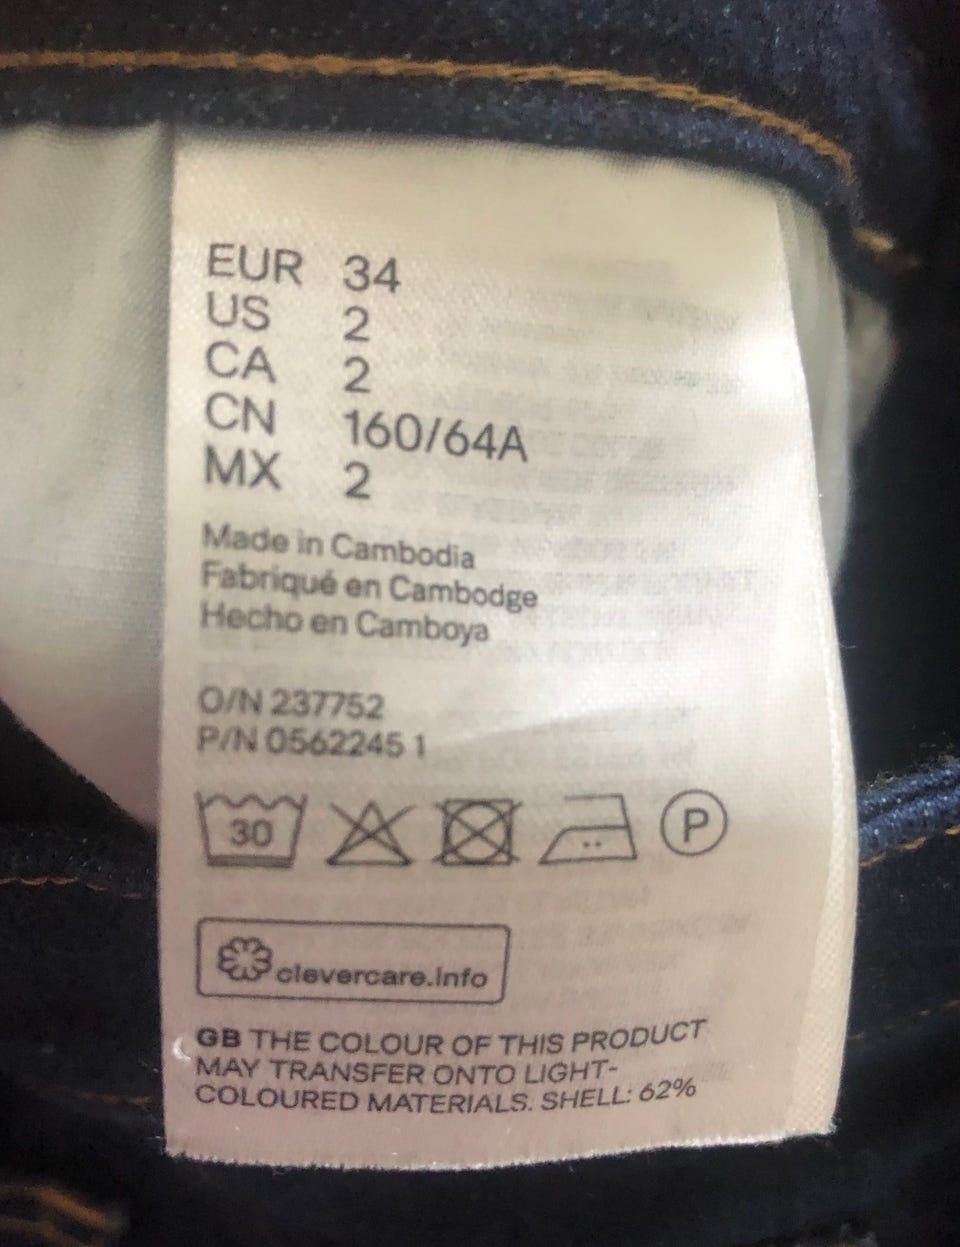 EUR 34
US 2
CA 2
CN 160/64A
MX 2
Made in Cambodia
Fabriqué en Cambodge
Hecho en Camboya
O/N 237752
P/N 0562245 1
30 P
clevercare.info
GB THE COLOUR OF THIS PRODUCT
MAY TRANSFER ONTO LIGHT-
COLOURED MATERIALS. SHELL: 62%